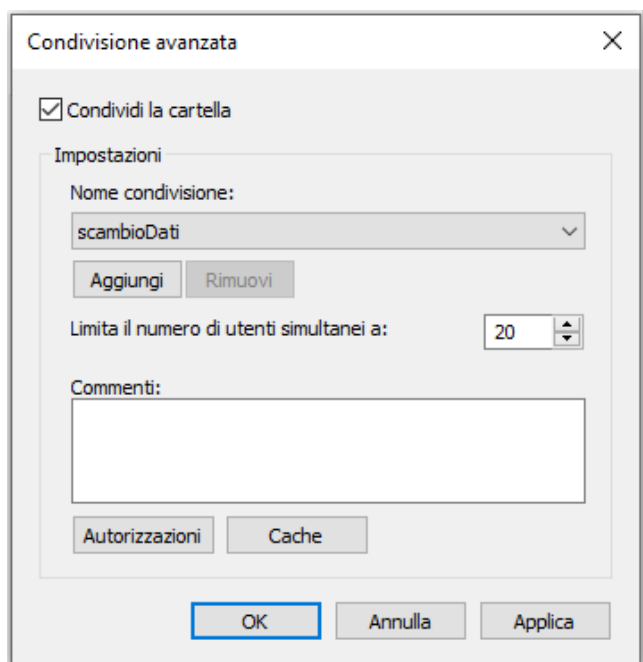 Condivisione avanzata
Condividi la cartella
Impostazioni
Nome condivisione:
scambioDati
Aggiungi Rimuovi
Limita il numero di utenti simultanei a: 20
Commenti:
Autorizzazioni Cache
OK Annulla Applica